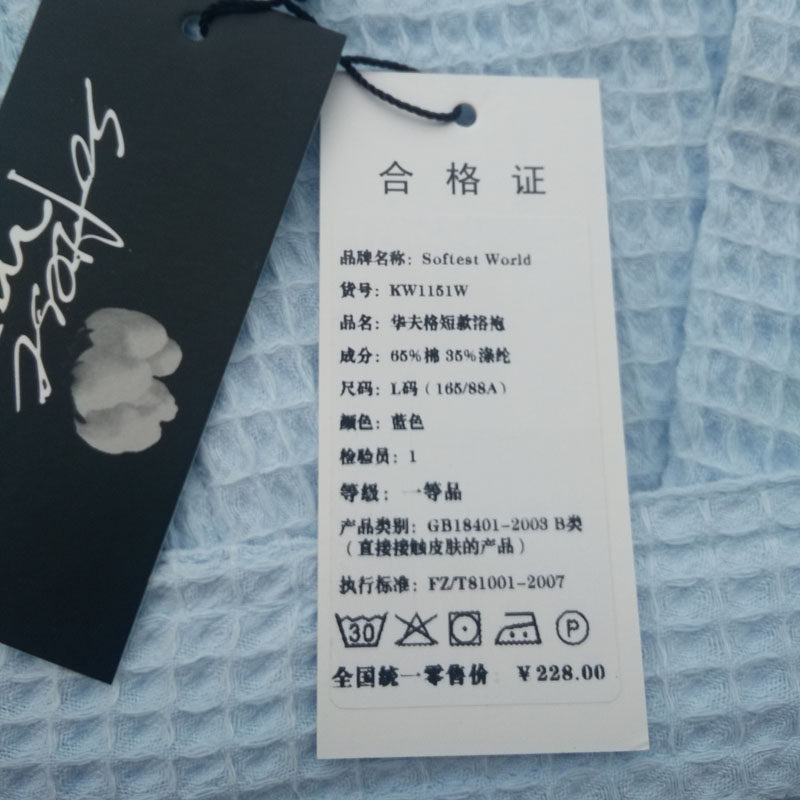 合格证
品牌名称：Softest World
货号：KW1151W
品名：华夫格短款浴袍
成分：65%棉 35%涤纶
尺码：L码（165/88A）
颜色：蓝色
检验员：1
等级：一等品
产品类别：GB18401-2003 B类
（直接接触皮肤的产品）
执行标准：FZ/T81001-2007
30 P
全国统一零售价 ￥228.00